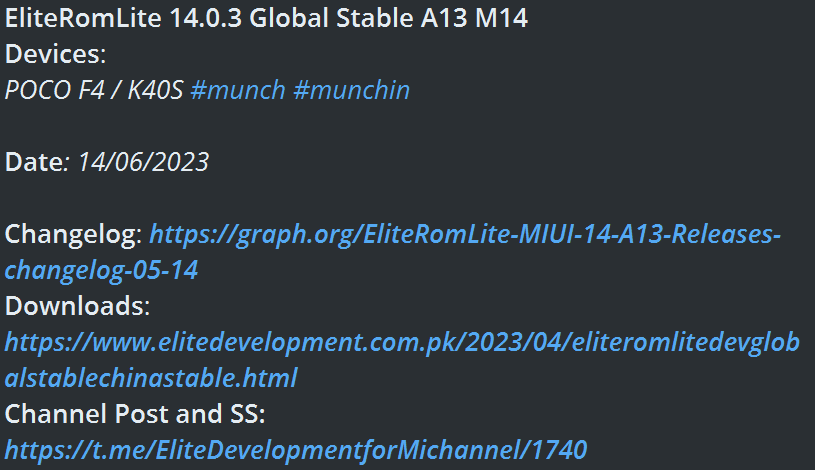 EliteRomLite 14.0.3 Global Stable A13 M14
Devices:
POCO F4 / K40S #munch #munchin
Date: 14/06/2023
Changelog: https://graph.org/EliteRomLite-MIUI-14-A13-Releases-
changelog-05-14
Downloads:
https://www.elitedevelopment.com.pk/2023/04/eliteromlitedevglob
alstablechinastable.html
Channel Post and SS:
https://t.me/EliteDevelopmentforMichannel/1740